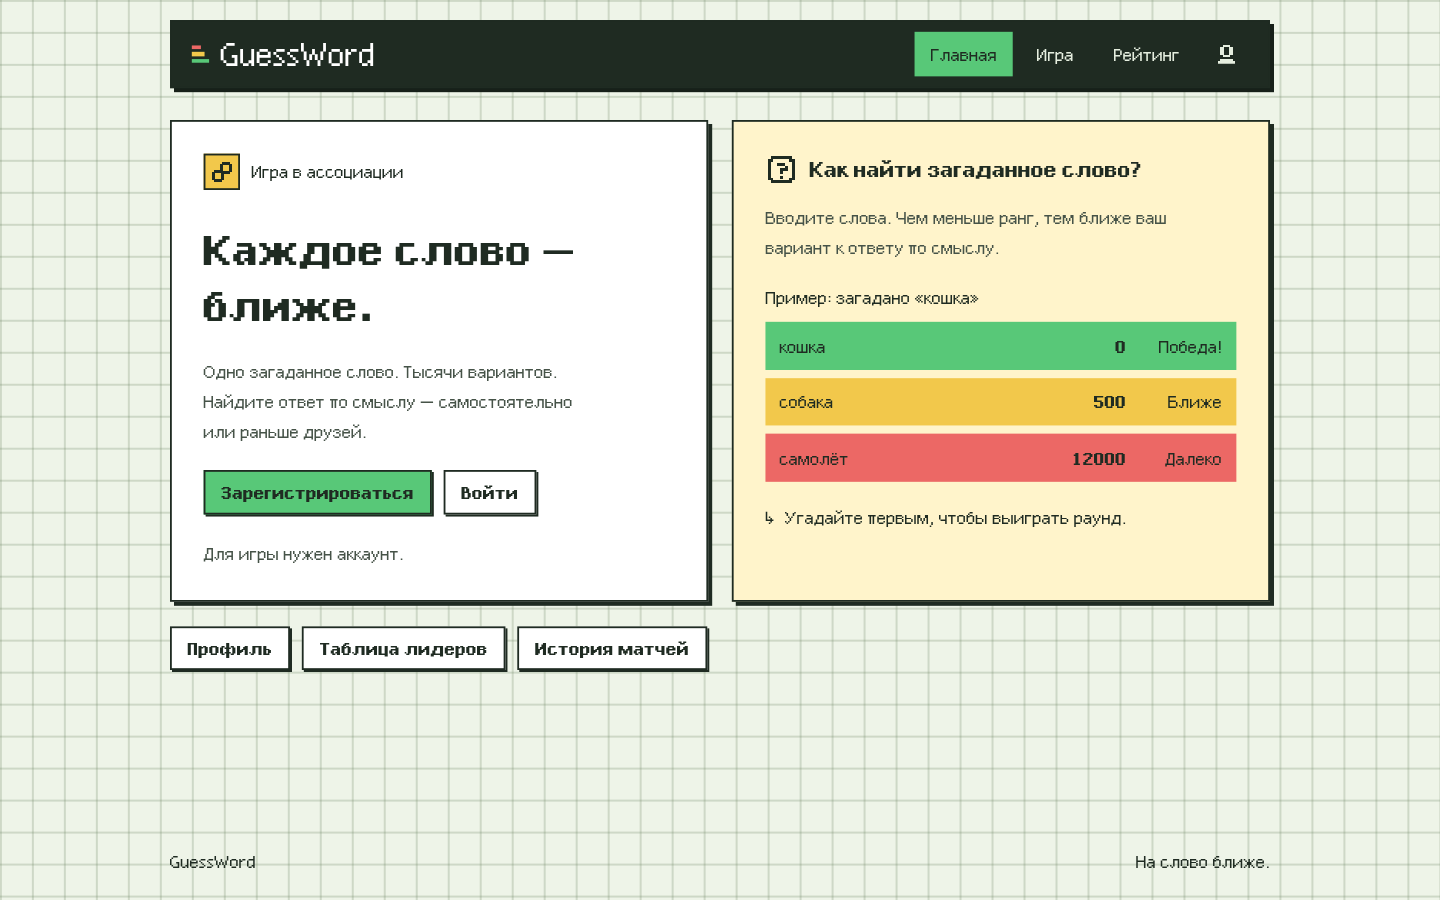 GuessWord
Главная
Игра
Рейтинг
Игра в ассоциации
Каждое слово —
ближе.
Одно загаданное слово. Тысячи вариантов.
Найдите ответ по смыслу — самостоятельно
или раньше друзей.
Зарегистрироваться
Войти
Для игры нужен аккаунт.
Как найти загаданное слово?
Вводите слова. Чем меньше ранг, тем ближе ваш
вариант к ответу по смыслу.
Пример: загадано «кошка»
кошка 0 Победа!
собака 500 Ближе
самолёт 12000 Далеко
↳ Угадайте первым, чтобы выиграть раунд.
Профиль
Таблица лидеров
История матчей
GuessWord
На слово ближе.